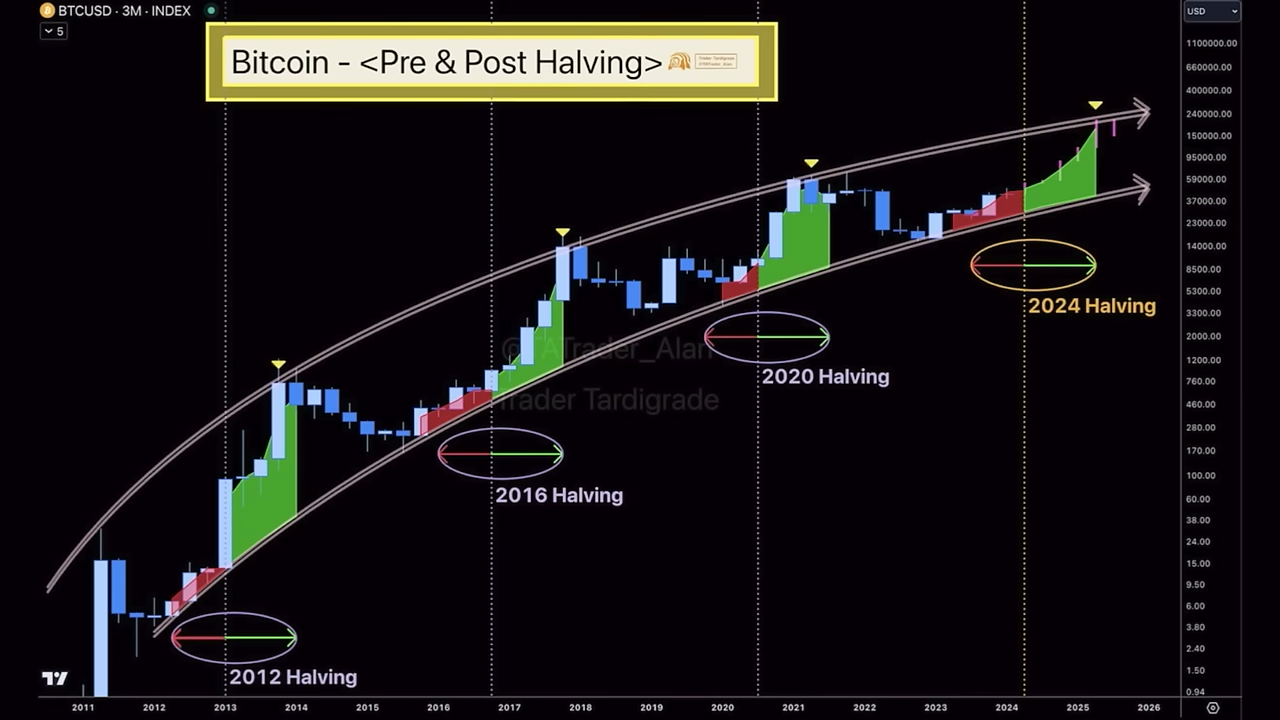 BTCUSD · 3M · INDEX
5
USD
Bitcoin - <Pre & Post Halving>
Trader Tardigrade
@TATrader_Alan
1100000.00
660000.00
400000.00
240000.00
150000.00
95000.00
59000.00
37000.00
23000.00
14000.00
8500.00
5300.00
3300.00
2000.00
1200.00
760.00
460.00
280.00
170.00
100.00
60.00
38.00
24.00
15.00
9.50
6.00
3.80
2.40
1.50
0.94
2024 Halving
2020 Halving
@TATrader_Alan
Trader Tardigrade
2016 Halving
2012 Halving
2011 2012 2013 2014 2015 2016 2017 2018 2019 2020 2021 2022 2023 2024 2025 2026